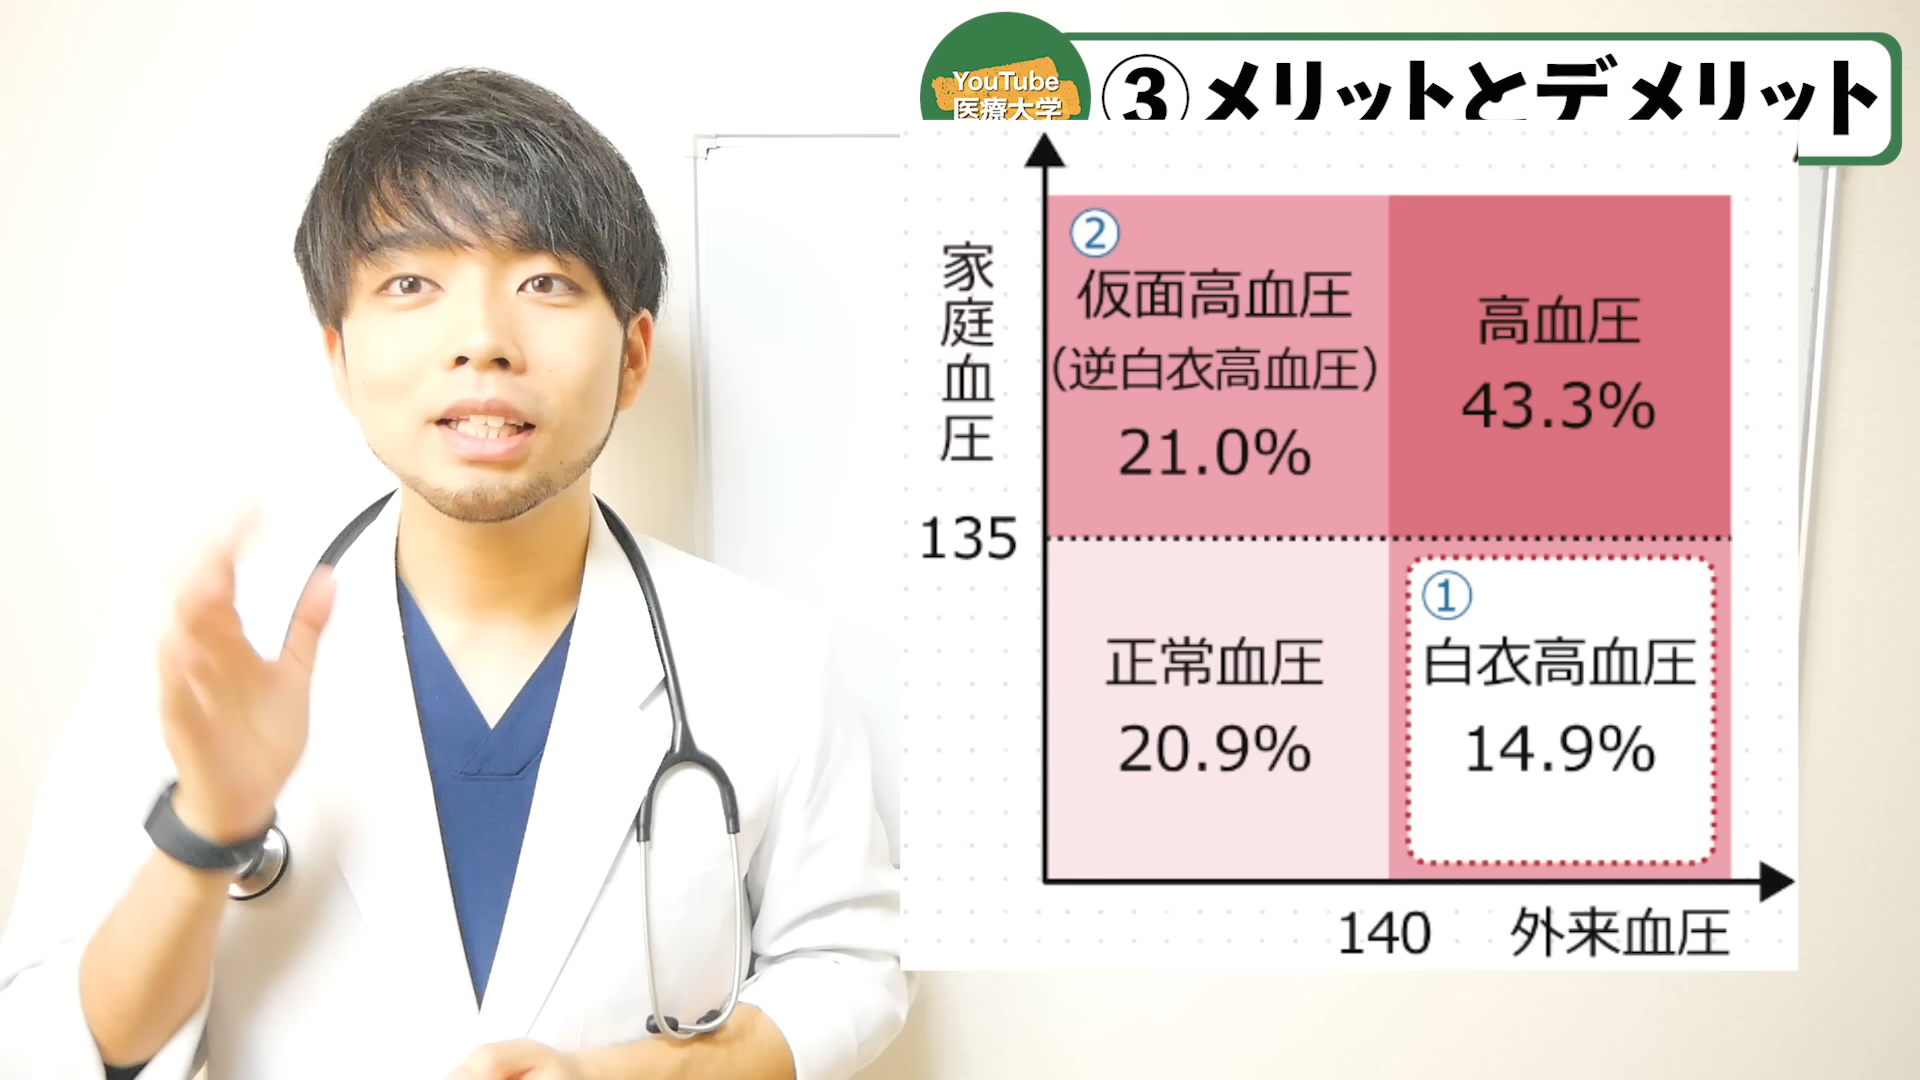 YouTube
医療大学
③メリットとデメリット
家庭血圧
②
仮面高血圧
(逆白衣高血圧)
21.0%
高血圧
43.3%
135
正常血圧
20.9%
①
白衣高血圧
14.9%
140
外来血圧